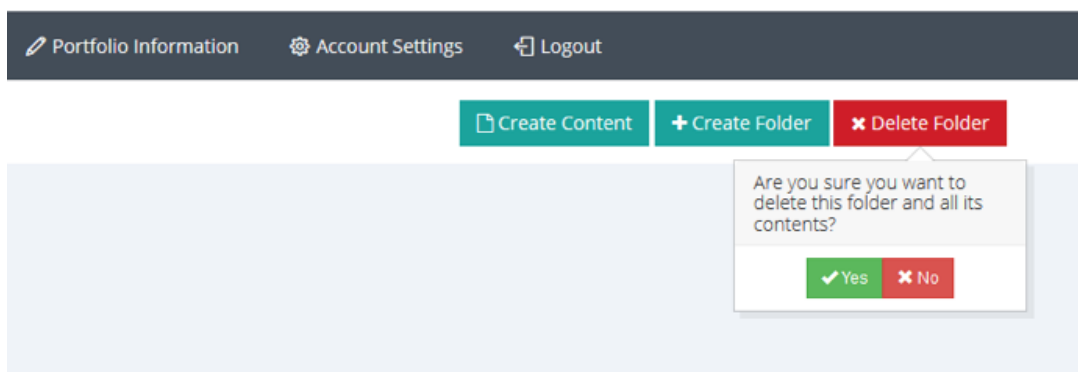 Portfolio Information Account Settings Logout
Create Content Create Folder Delete Folder
Are you sure you want to
delete this folder and all its
contents?
Yes No